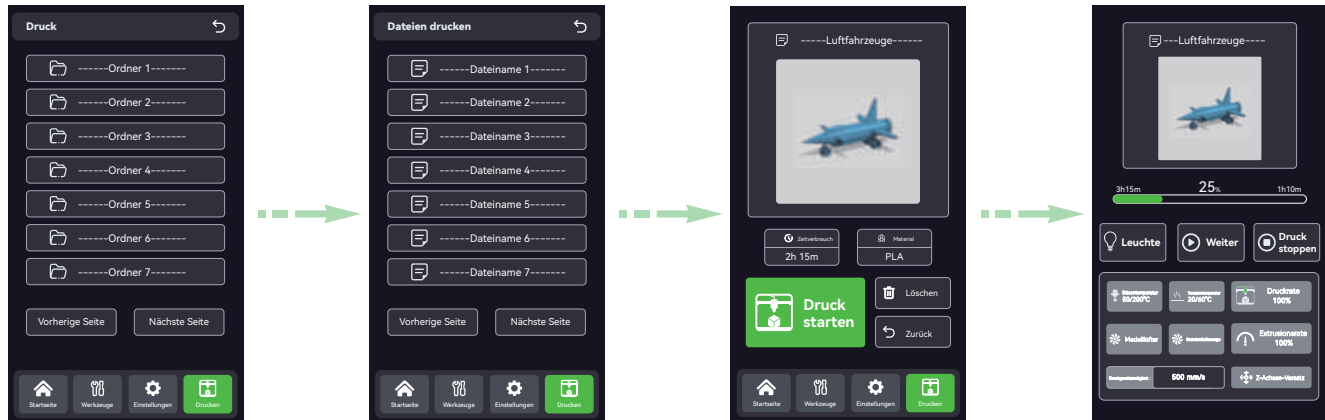 Druck
------Ordner 1-------
------Ordner 2-------
------Ordner 3-------
------Ordner 4-------
------Ordner 5-------
------Ordner 6-------
------Ordner 7-------
Vorherige Seite
Nächste Seite
Startseite
Werkzeuge
Einstellungen
Drucken
Dateien drucken
------Dateiname 1-------
------Dateiname 2-------
------Dateiname 3-------
------Dateiname 4-------
------Dateiname 5-------
------Dateiname 6-------
------Dateiname 7-------
Vorherige Seite
Nächste Seite
Startseite
Werkzeuge
Einstellungen
Drucken
-----Luftfahrzeuge------
Zeitverbrauch
2h 15m
Material
PLA
Druck
starten
Löschen
Zurück
Startseite
Werkzeuge
Einstellungen
Drucken
---Luftfahrzeuge----
3h15m
25%
1h10m
Leuchte
Weiter
Druck
stoppen
60/200°C
20/60°C
Druckrate
100%
Modelllüfter
Extrusionsrate
100%
500 mm/s
Z-Achsen-Versatz